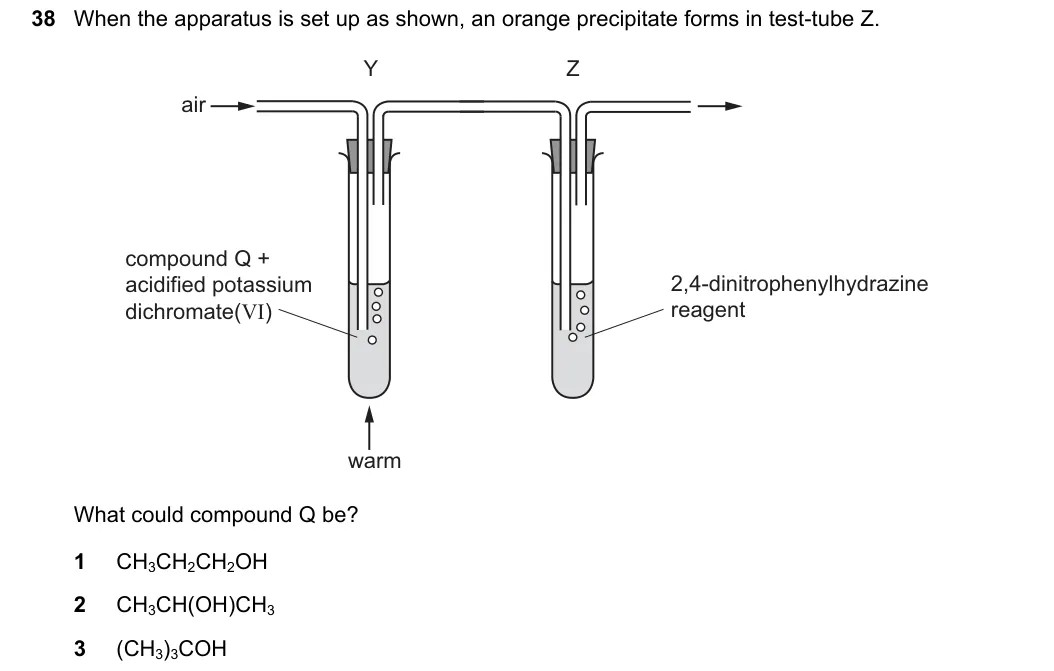 38 When the apparatus is set up as shown, an orange precipitate forms in test-tube Z.
Y
Z
air
compound Q +
acidified potassium
dichromate(VI)
2,4-dinitrophenylhydrazine
reagent
warm
What could compound Q be?
1 CH₃CH₂CH₂OH
2 CH₃CH(OH)CH₃
3 (CH₃)₃COH